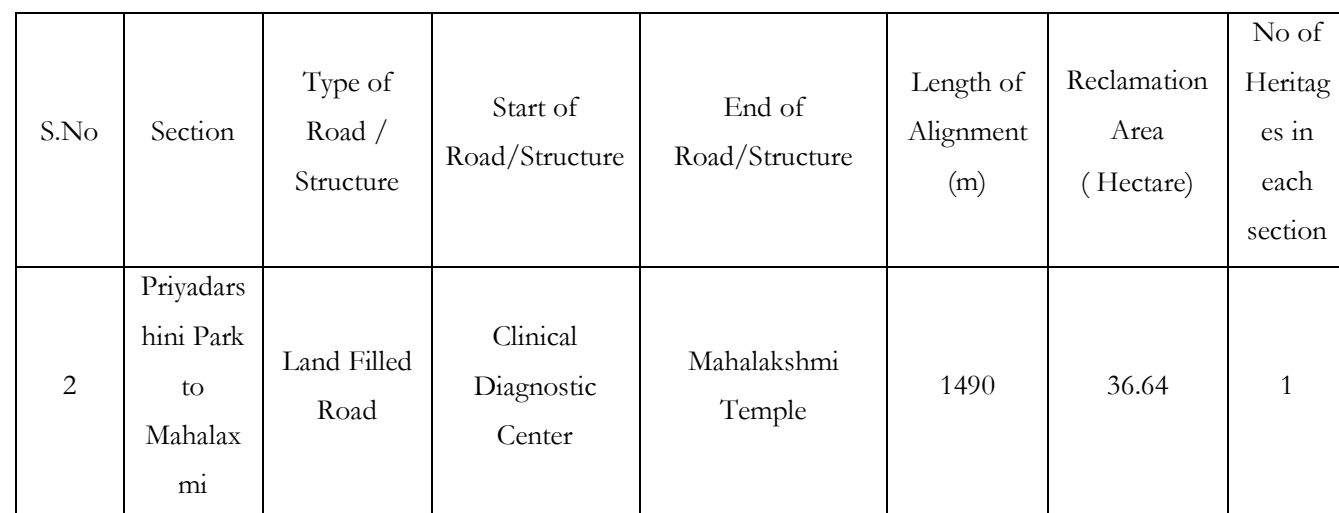 S.No
Section
Type of
Road /
Structure
Start of
Road/Structure
End of
Road/Structure
Length of
Alignment
(m)
Reclamation
Area
( Hectare)
No of
Heritag
es in
each
section
2
Priyadars
hini Park
to
Mahalax
mi
Land Filled
Road
Clinical
Diagnostic
Center
Mahalakshmi
Temple
1490
36.64
1